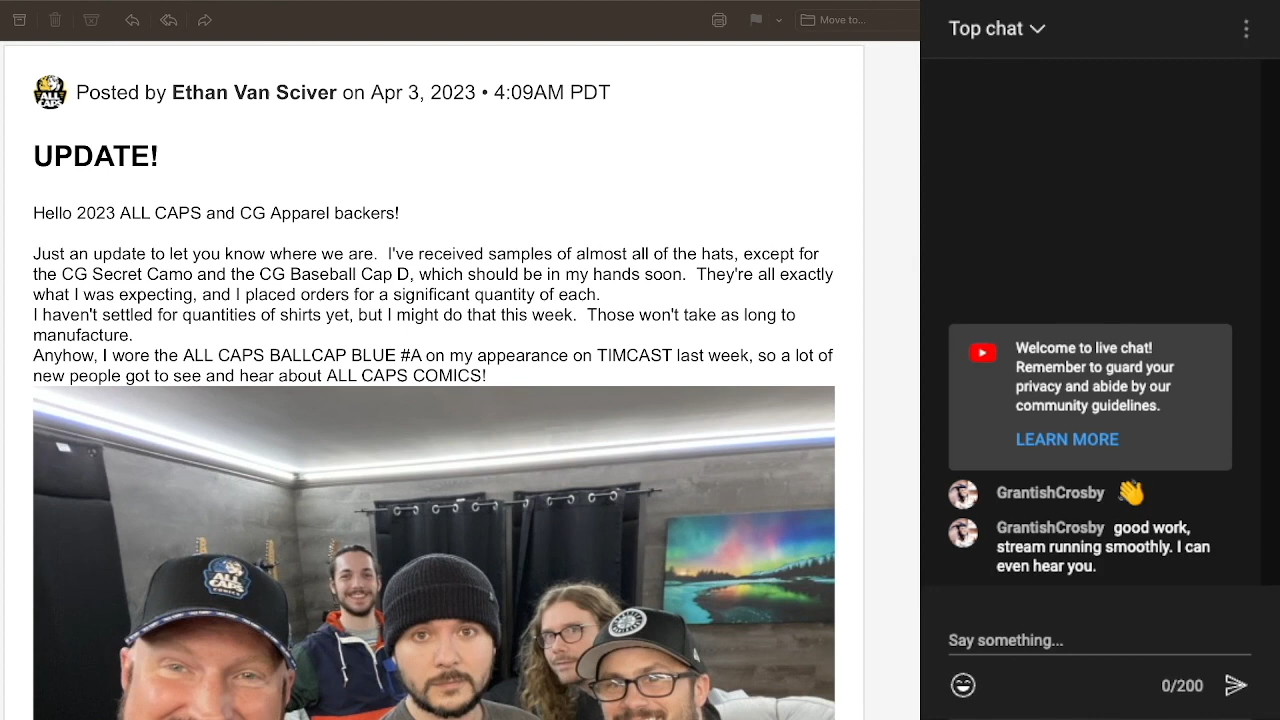 Move to...
ALL CAPS
Posted by Ethan Van Sciver on Apr 3, 2023 • 4:09AM PDT
UPDATE!
Hello 2023 ALL CAPS and CG Apparel backers!
Just an update to let you know where we are.  I've received samples of almost all of the hats, except for
the CG Secret Camo and the CG Baseball Cap D, which should be in my hands soon.  They're all exactly
what I was expecting, and I placed orders for a significant quantity of each.
I haven't settled for quantities of shirts yet, but I might do that this week.  Those won't take as long to
manufacture.
Anyhow, I wore the ALL CAPS BALLCAP BLUE #A on my appearance on TIMCAST last week, so a lot of
new people got to see and hear about ALL CAPS COMICS!
ALL
CAPS
COMICS
Top chat
Welcome to live chat!
Remember to guard your
privacy and abide by our
community guidelines.
LEARN MORE
GrantishCrosby 👏
GrantishCrosby good work,
stream running smoothly. I can
even hear you.
Say something...
0/200